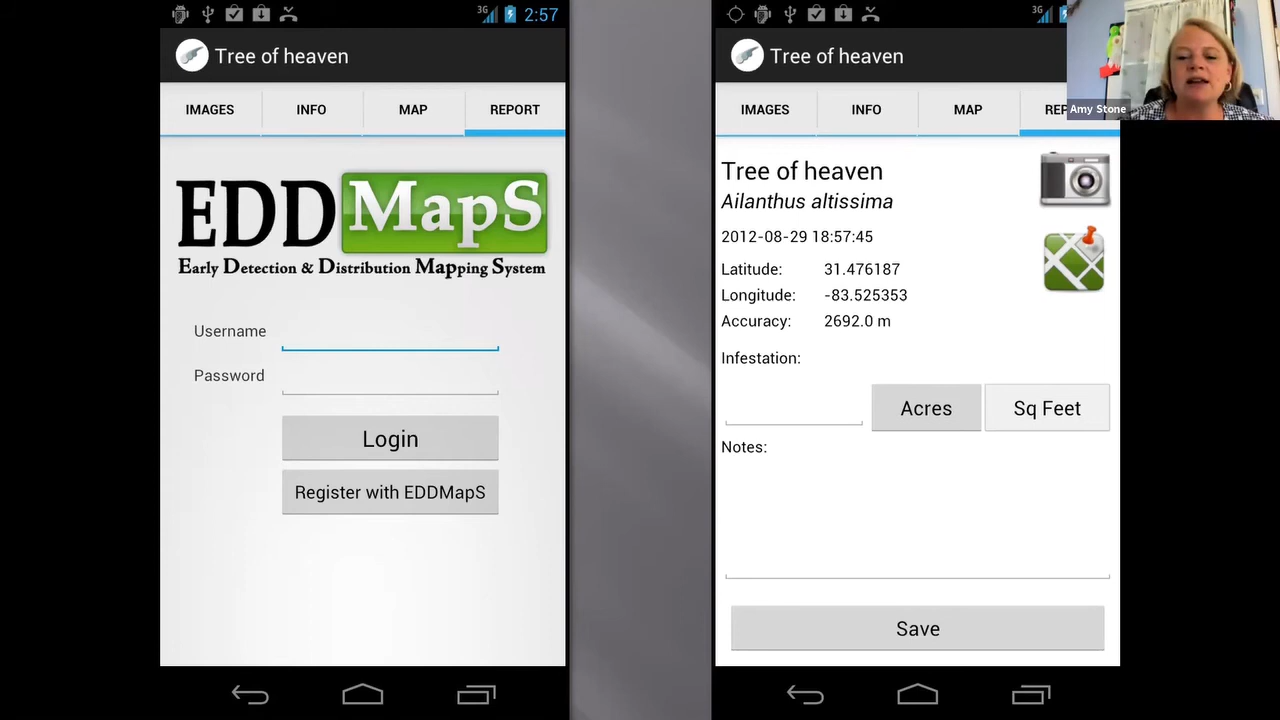 3G 2:57
Tree of heaven
IMAGES INFO MAP REPORT
EDDMapS
Early Detection & Distribution Mapping System
Username
Password
Login
Register with EDDMapS
3G
Tree of heaven
IMAGES INFO MAP REP
Tree of heaven
Ailanthus altissima
2012-08-29 18:57:45
Latitude: 31.476187
Longitude: -83.525353
Accuracy: 2692.0 m
Infestation:
Acres Sq Feet
Notes:
Save
Amy Stone